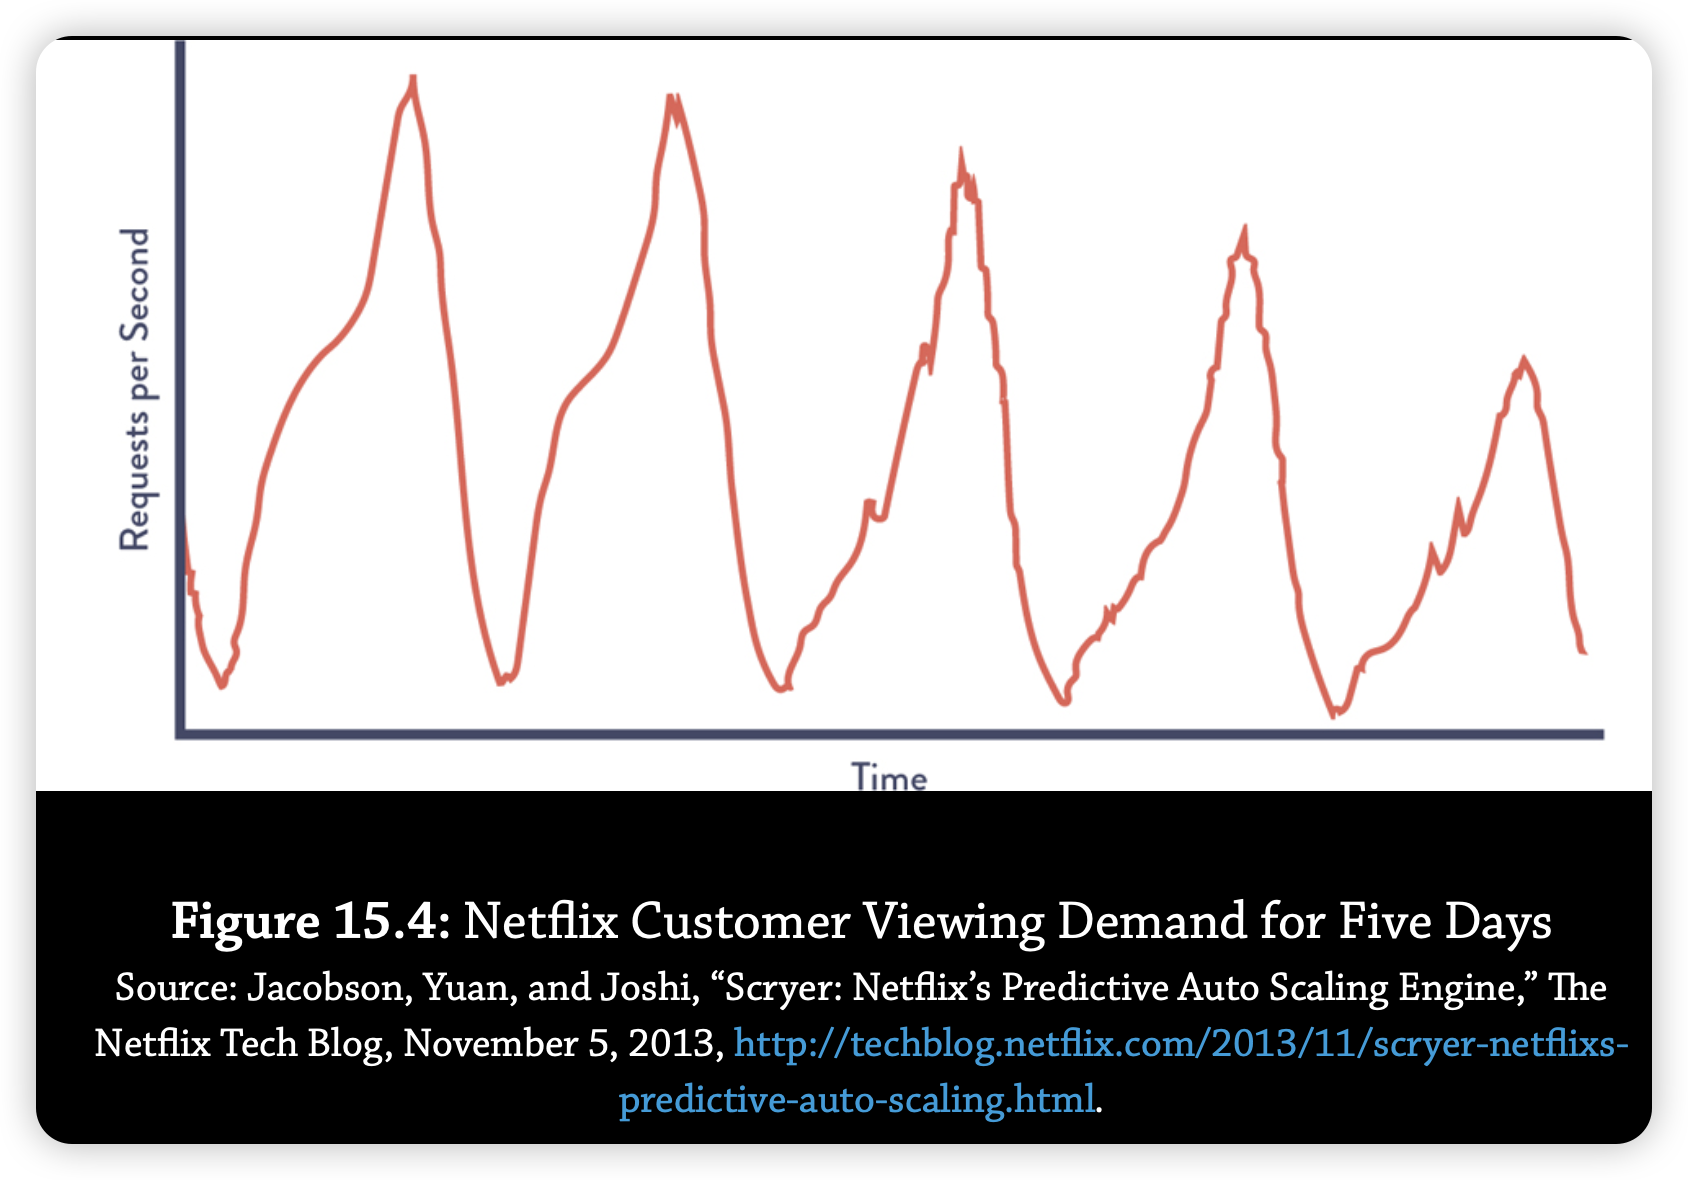 Requests per Second
Time
Figure 15.4: Netflix Customer Viewing Demand for Five Days
Source: Jacobson, Yuan, and Joshi, “Scryer: Netflix’s Predictive Auto Scaling Engine,” The
Netflix Tech Blog, November 5, 2013, http://techblog.netflix.com/2013/11/scryer-netflixs-
predictive-auto-scaling.html.